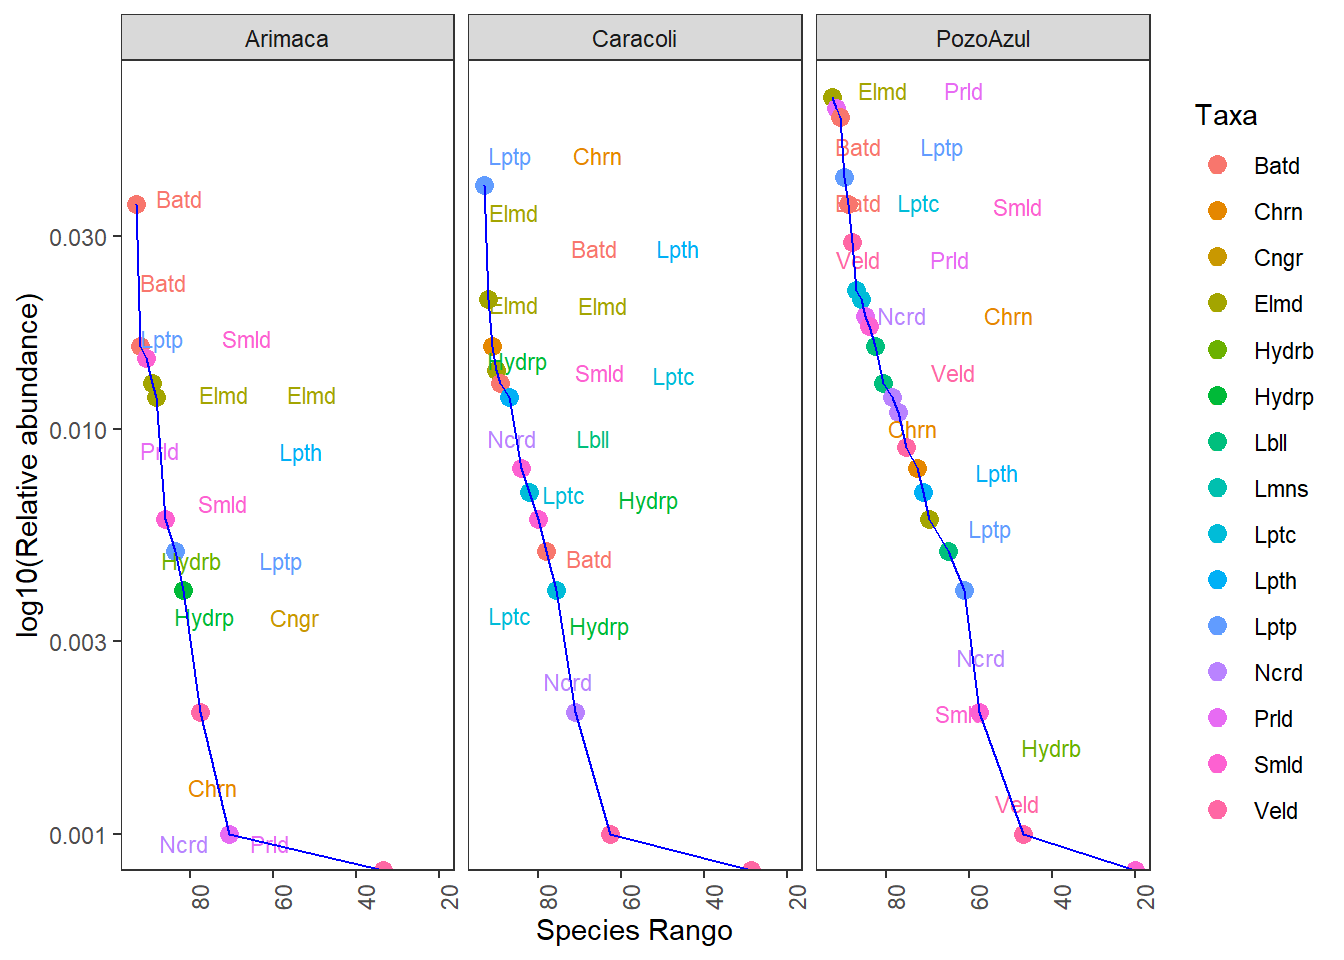 Arimaca Caracoli PozoAzul
Elmd Prld
Batd Lptp
Lptp Chrn
Batd
Batd Lptc Smld
Elmd
0.030
Batd Lpth
Veld Prld
Batd
Elmd Elmd
Ncrd Chrn
Lptp Smld
Hydrp
Smld Lptc
Veld
Elmd Elmd
0.010
Chrn
Ncrd Lbll
Prld Lpth
Lpth
Lptc Hydrp
Smld
Lptp
Hydrb Lptp
Batd
Hydrp Cngr
Lptc
Hydrp
0.003
Ncrd
Ncrd
Smld
Hydrb
Chrn
Veld
0.001
Ncrd Prld
80 60 40 20
80 60 40 20
80 60 40 20
log10(Relative abundance)
Species Rango
Taxa
Batd
Chrn
Cngr
Elmd
Hydrb
Hydrp
Lbll
Lmns
Lptc
Lpth
Lptp
Ncrd
Prld
Smld
Veld